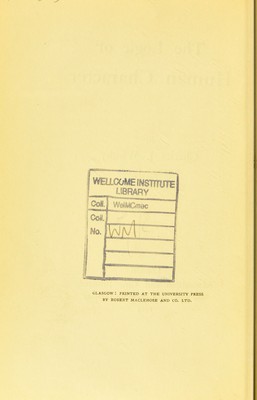 WELLCOME INSTITUTE
LIBRARY
Coll. WelMOmec
Coll.
No. WM
GLASGOW : PRINTED AT THE UNIVERSITY PRESS
BY ROBERT MACLEHOSE AND CO. LTD.